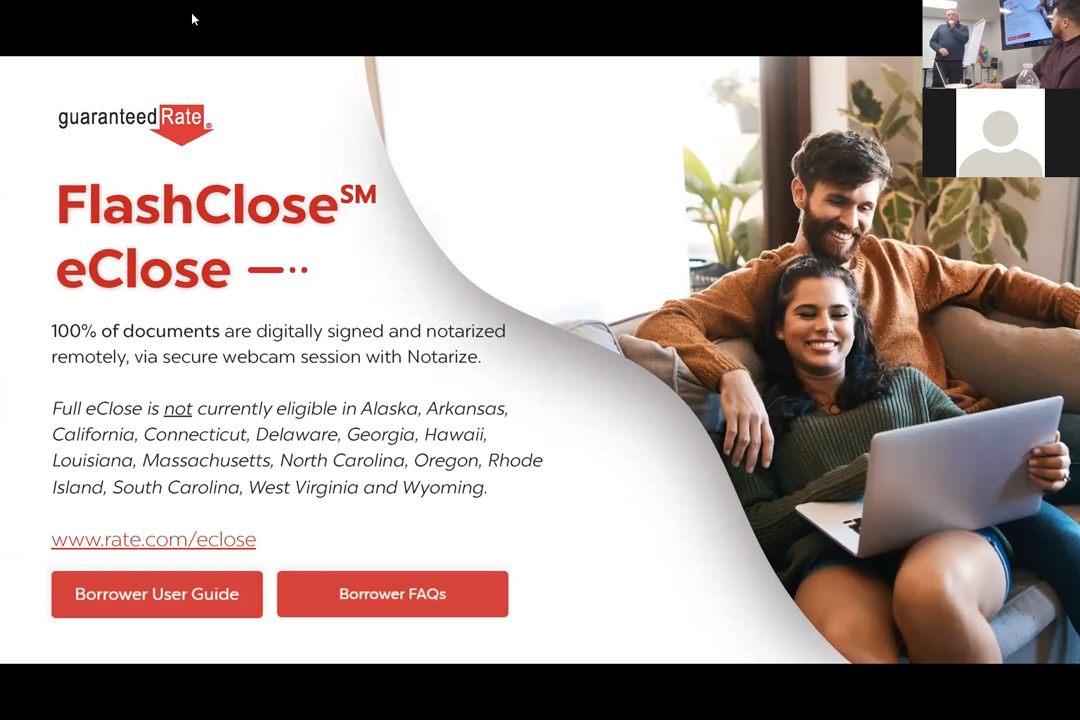 guaranteedRate®
FlashClose℠
eClose —··
100% of documents are digitally signed and notarized
remotely, via secure webcam session with Notarize.
Full eClose is not currently eligible in Alaska, Arkansas,
California, Connecticut, Delaware, Georgia, Hawaii,
Louisiana, Massachusetts, North Carolina, Oregon, Rhode
Island, South Carolina, West Virginia and Wyoming.
www.rate.com/eclose
Borrower User Guide
Borrower FAQs